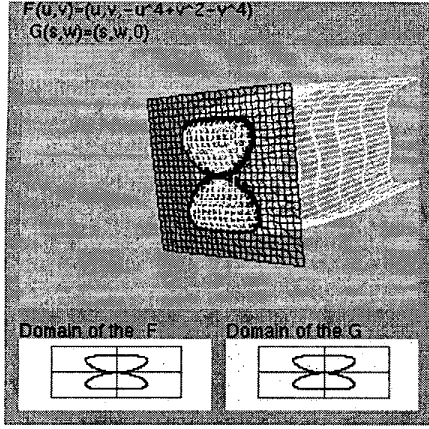 F(u,v)=(u,v,-u^4+v^2-v^4)
G(s,w)=(s,w,0)
Domain of the F
Domain of the G